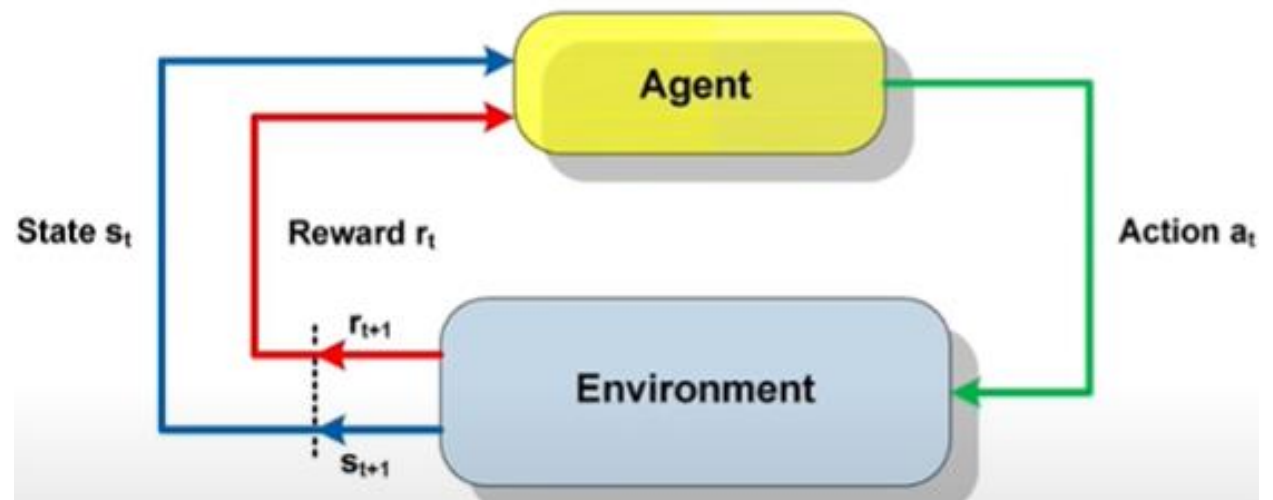 Agent
State sₜ
Reward rₜ
Action aₜ
rₜ₊₁
Environment
sₜ₊₁